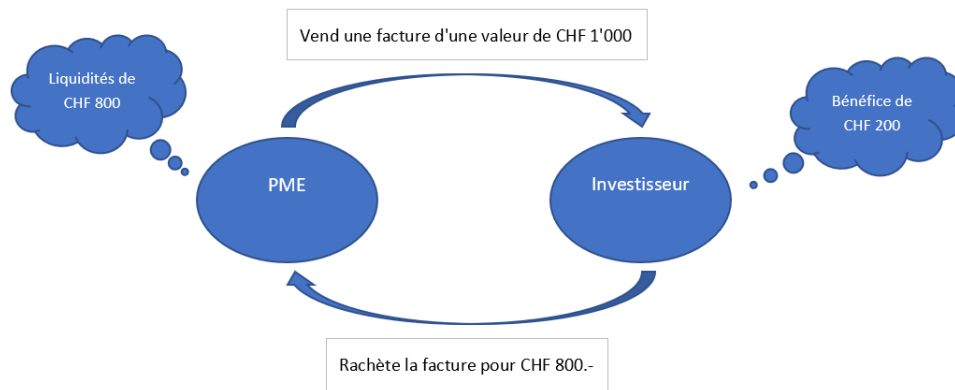 Vend une facture d'une valeur de CHF 1'000
Liquidités de
CHF 800
Bénéfice de
CHF 200
PME
Investisseur
Rachète la facture pour CHF 800.-